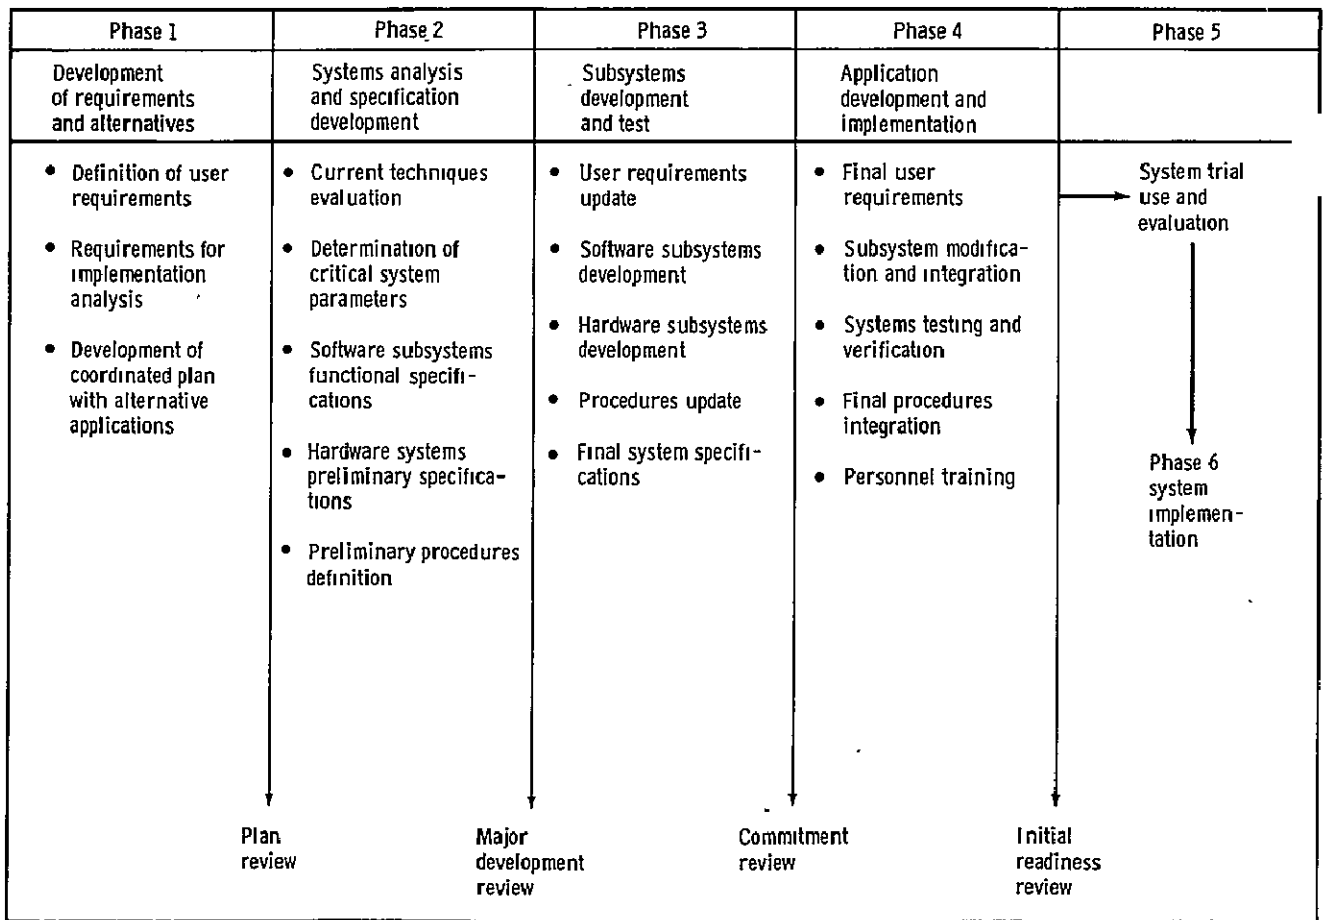 Phase 1
Phase 2
Phase 3
Phase 4
Phase 5
Development
of requirements
and alternatives
Systems analysis
and specification
development
Subsystems
development
and test
Application
development and
implementation
• Definition of user
requirements
• Requirements for
implementation
analysis
• Development of
coordinated plan
with alternative
applications
• Current techniques
evaluation
• Determination of
critical system
parameters
• Software subsystems
functional specifi-
cations
• Hardware systems
preliminary specifica-
tions
• Preliminary procedures
definition
• User requirements
update
• Software subsystems
development
• Hardware subsystems
development
• Procedures update
• Final system specifi-
cations
• Final user
requirements
• Subsystem modifica-
tion and integration
• Systems testing and
verification
• Final procedures
integration
• Personnel training
System trial
use and
evaluation
Phase 6
system
implemen-
tation
Plan
review
Major
development
review
Commitment
review
Initial
readiness
review